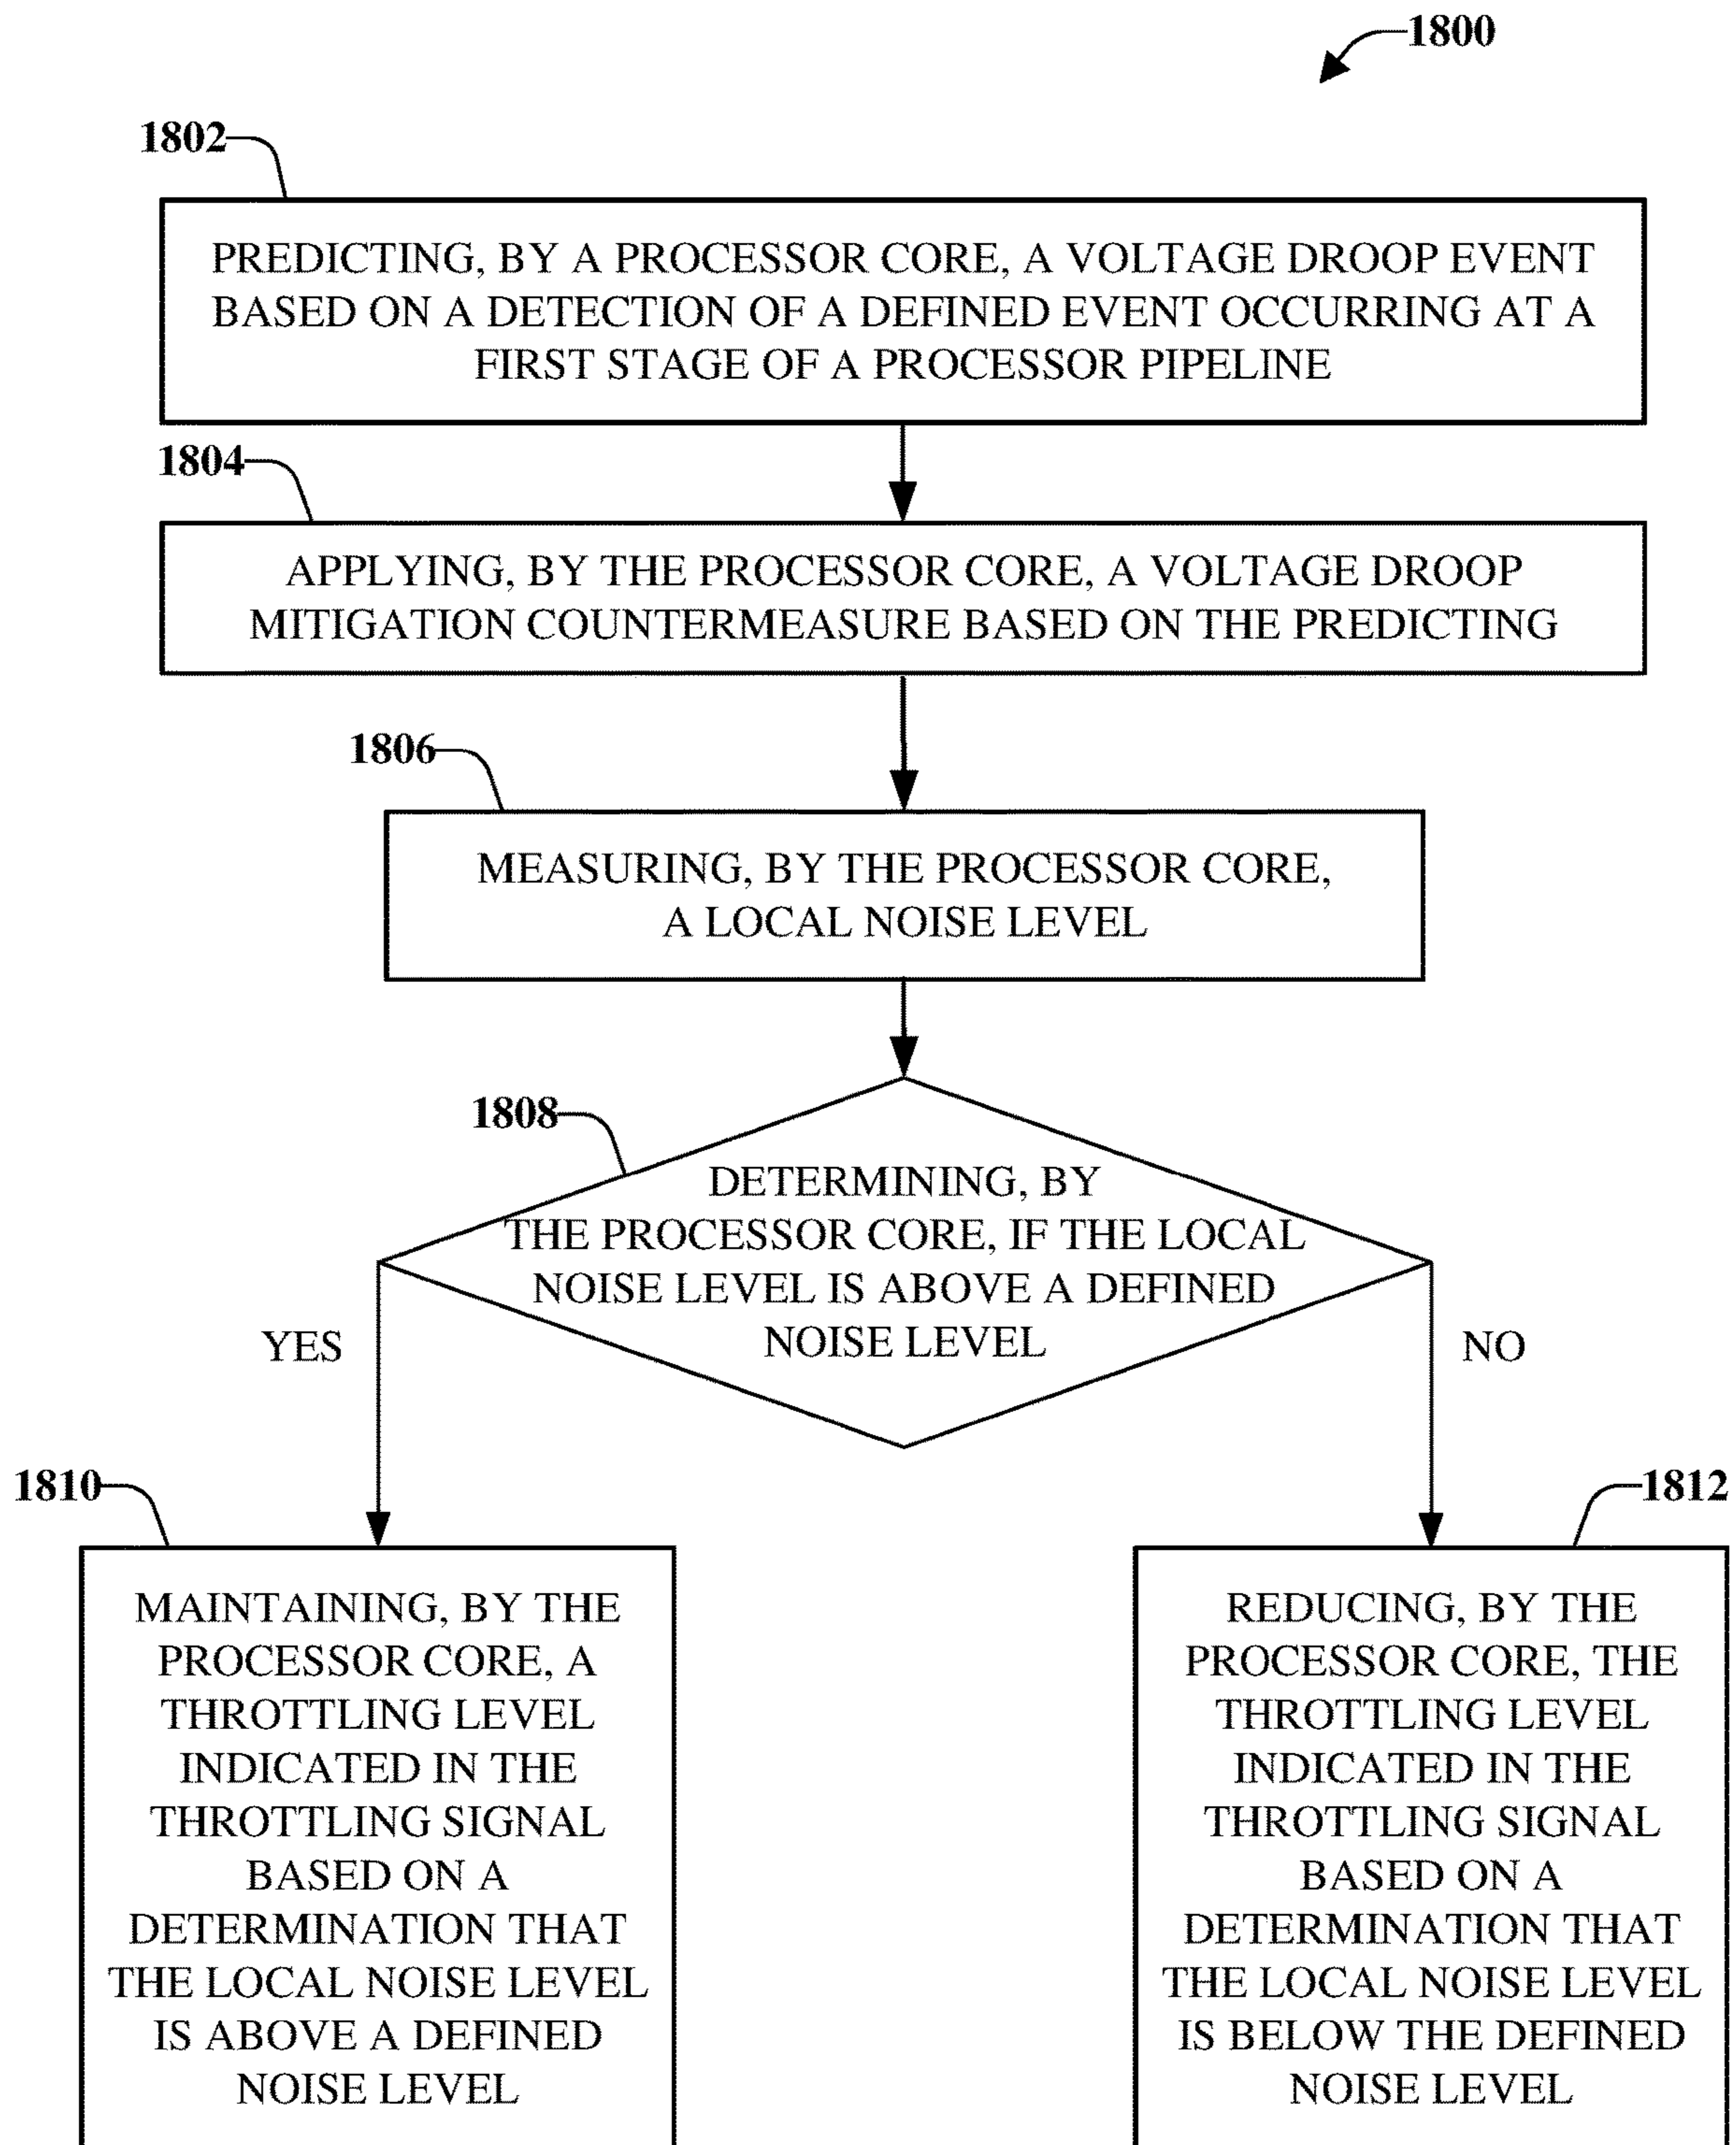 1800
1802
PREDICTING, BY A PROCESSOR CORE, A VOLTAGE DROOP EVENT
BASED ON A DETECTION OF A DEFINED EVENT OCCURRING AT A
FIRST STAGE OF A PROCESSOR PIPELINE
1804
APPLYING, BY THE PROCESSOR CORE, A VOLTAGE DROOP
MITIGATION COUNTERMEASURE BASED ON THE PREDICTING
1806
MEASURING, BY THE PROCESSOR CORE,
A LOCAL NOISE LEVEL
1808
DETERMINING, BY
THE PROCESSOR CORE, IF THE LOCAL
NOISE LEVEL IS ABOVE A DEFINED
NOISE LEVEL
YES
NO
1810
MAINTAINING, BY THE
PROCESSOR CORE, A
THROTTLING LEVEL
INDICATED IN THE
THROTTLING SIGNAL
BASED ON A
DETERMINATION THAT
THE LOCAL NOISE LEVEL
IS ABOVE A DEFINED
NOISE LEVEL
1812
REDUCING, BY THE
PROCESSOR CORE, THE
THROTTLING LEVEL
INDICATED IN THE
THROTTLING SIGNAL
BASED ON A
DETERMINATION THAT
THE LOCAL NOISE LEVEL
IS BELOW THE DEFINED
NOISE LEVEL